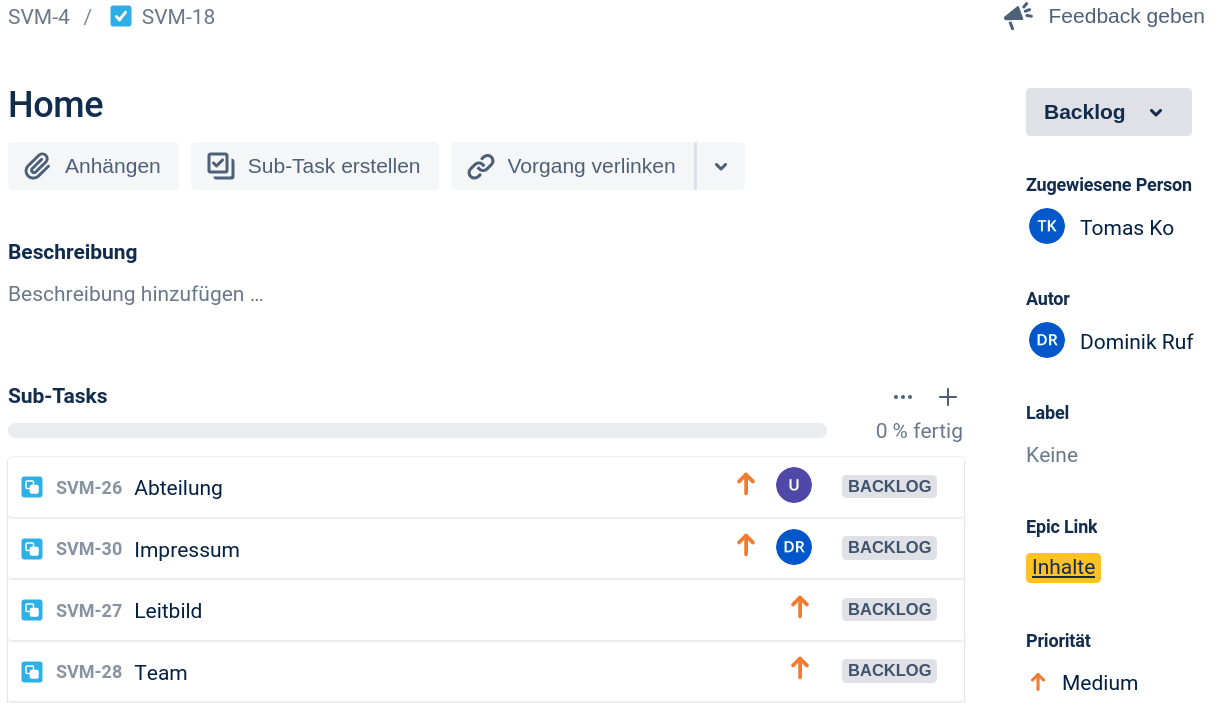 SVM-4 / SVM-18
Feedback geben
Home
Anhängen
Sub-Task erstellen
Vorgang verlinken
Beschreibung
Beschreibung hinzufügen ...
Sub-Tasks
0 % fertig
SVM-26 Abteilung U BACKLOG
SVM-30 Impressum DR BACKLOG
SVM-27 Leitbild BACKLOG
SVM-28 Team BACKLOG
Backlog
Zugewiesene Person
TK Tomas Ko
Autor
DR Dominik Ruf
Label
Keine
Epic Link
Inhalte
Priorität
Medium